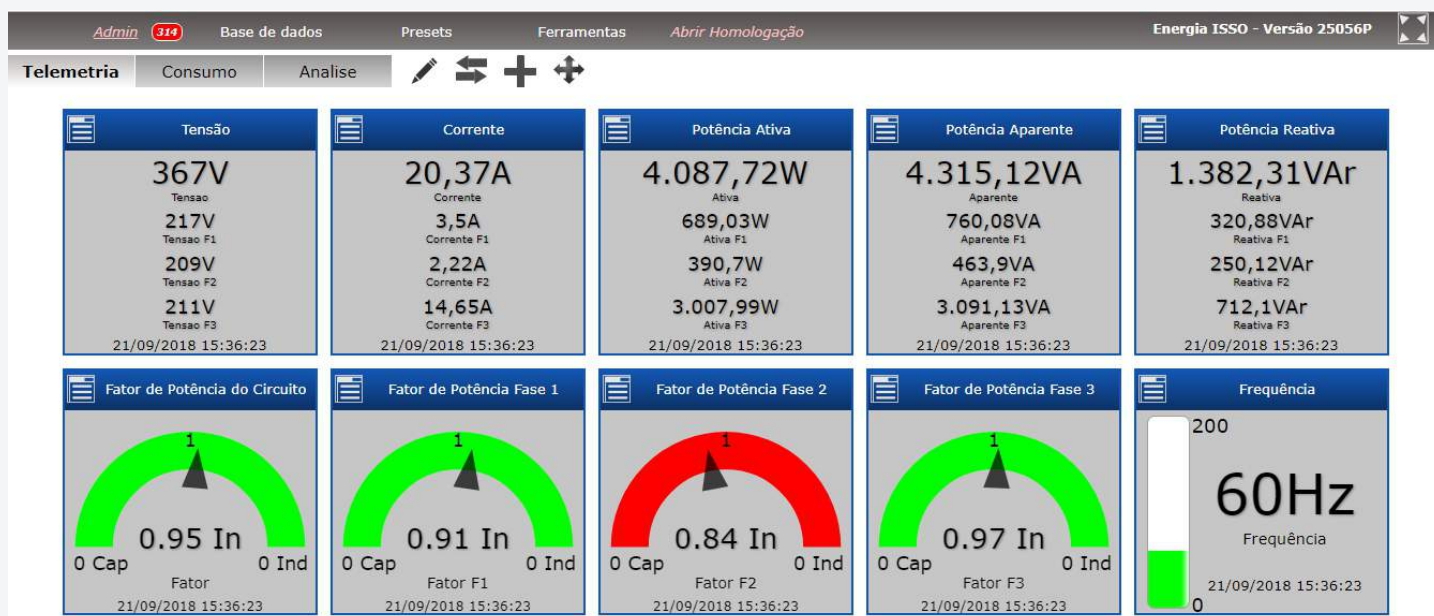 Admin 314 Base de dados Presets Ferramentas Abrir Homologação Energia ISSO - Versão 25056P
Telemetria Consumo Analise
Tensão
367V
Tensao
217V
Tensao F1
209V
Tensao F2
211V
Tensao F3
21/09/2018 15:36:23
Corrente
20,37A
Corrente
3,5A
Corrente F1
2,22A
Corrente F2
14,65A
Corrente F3
21/09/2018 15:36:23
Potência Ativa
4.087,72W
Ativa
689,03W
Ativa F1
390,7W
Ativa F2
3.007,99W
Ativa F3
21/09/2018 15:36:23
Potência Aparente
4.315,12VA
Aparente
760,08VA
Aparente F1
463,9VA
Aparente F2
3.091,13VA
Aparente F3
21/09/2018 15:36:23
Potência Reativa
1.382,31VAr
Reativa
320,88VAr
Reativa F1
250,12VAr
Reativa F2
712,1VAr
Reativa F3
21/09/2018 15:36:23
Fator de Potência do Circuito
1
0.95 In
0 Cap 0 Ind
Fator
21/09/2018 15:36:23
Fator de Potência Fase 1
1
0.91 In
0 Cap 0 Ind
Fator F1
21/09/2018 15:36:23
Fator de Potência Fase 2
1
0.84 In
0 Cap 0 Ind
Fator F2
21/09/2018 15:36:23
Fator de Potência Fase 3
1
0.97 In
0 Cap 0 Ind
Fator F3
21/09/2018 15:36:23
Frequência
200
60Hz
Frequência
21/09/2018 15:36:23
0